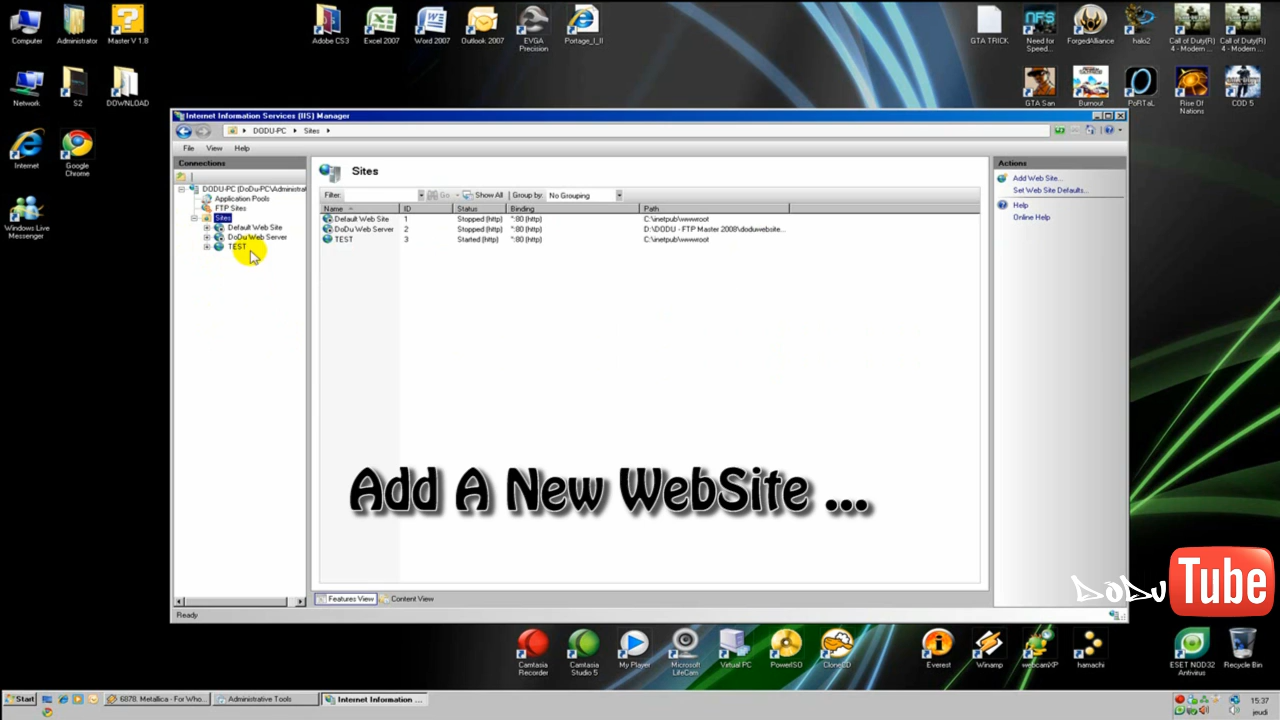 Computer
Administrator
Master V 1.8
Adobe CS3
Excel 2007
Word 2007
Outlook 2007
EVGA
Precision
Portage_I_II
GTA TRICK
Need for
Speed...
ForgedAlliance
halo2
Call of Duty(R)
4 - Modern ...
Call of Duty(R)
4 - Modern ...
Network
S2
DOWNLOAD
GTA San
Burnout
PoRTaL
Rise Of
Nations
COD 5
Internet
Google
Chrome
Windows Live
Messenger
Internet Information Services (IIS) Manager
DODU-PC
Sites
File View Help
Connections
DODU-PC (DoDu-PC\Administrat
Application Pools
FTP Sites
Sites
Default Web Site
DoDu Web Server
TEST
Sites
Filter: Go Show All Group by: No Grouping
Name ID Status Binding Path
Default Web Site 1 Stopped (http) *:80 (http) C:\inetpub\wwwroot
DoDu Web Server 2 Stopped (http) *:80 (http) D:\DODU - FTP Master 2008\doduwebsite...
TEST 3 Started (http) *:80 (http) C:\inetpub\wwwroot
Actions
Add Web Site...
Set Web Site Defaults...
Help
Online Help
Add A New WebSite ...
Features View Content View
Ready
DoDu Tube
Camtasia
Recorder
Camtasia
Studio 5
My Player
Microsoft
LifeCam
Virtual PC
PowerISO
CloneCD
Everest
Winamp
webcamXP
hamachi
ESET NOD32
Antivirus
Recycle Bin
Start
6878. Metallica - For Who...
Administrative Tools
Internet Information ...
15:37
jeudi